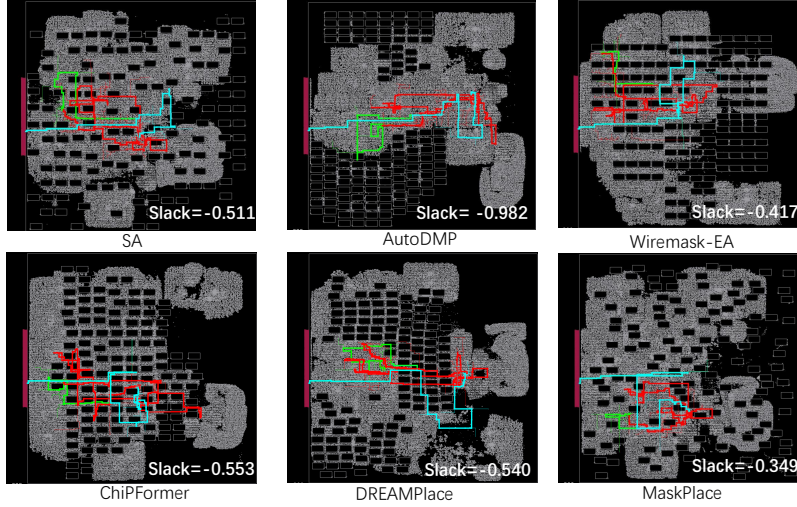 Slack=-0.511
Slack= -0.982
Slack=-0.417
SA
AutoDMP
Wiremask-EA
Slack=-0.553
Slack=-0.540
Slack=-0.349
ChiPFormer
DREAMPlace
MaskPlace